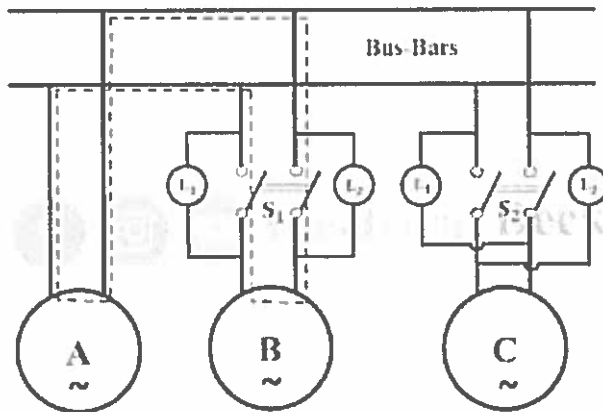 Bus-Bars
L₁ S₁ L₂ L₁ S₂ L₂
A B C
~ ~ ~